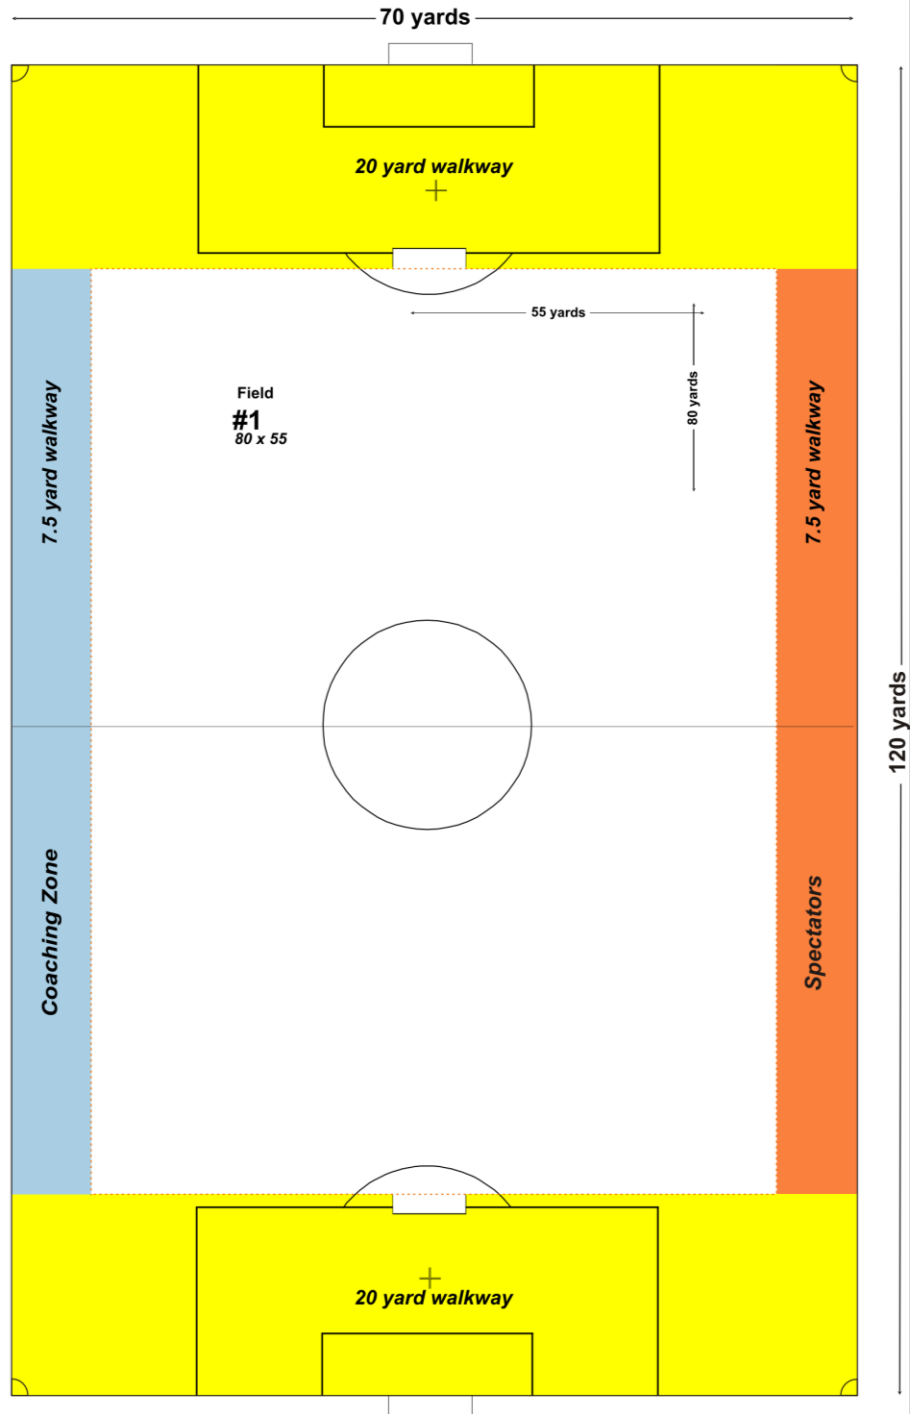 70 yards
20 yard walkway
55 yards
80 yards
Field
#1
80 x 55
7.5 yard walkway
7.5 yard walkway
120 yards
Coaching Zone
Spectators
20 yard walkway